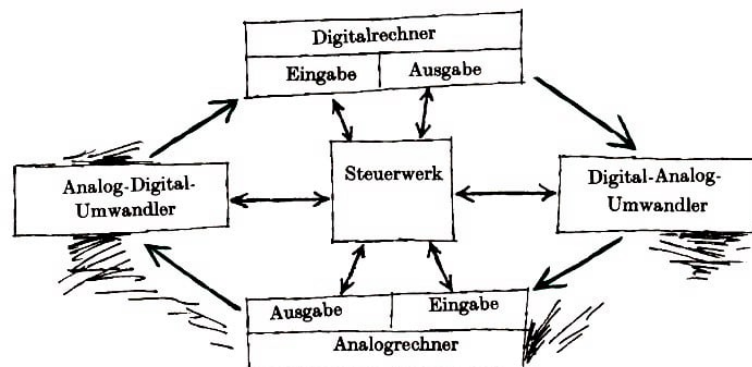 Digitalrechner
Eingabe Ausgabe
Analog-Digital-
Umwandler
Steuerwerk
Digital-Analog-
Umwandler
Ausgabe Eingabe
Analogrechner